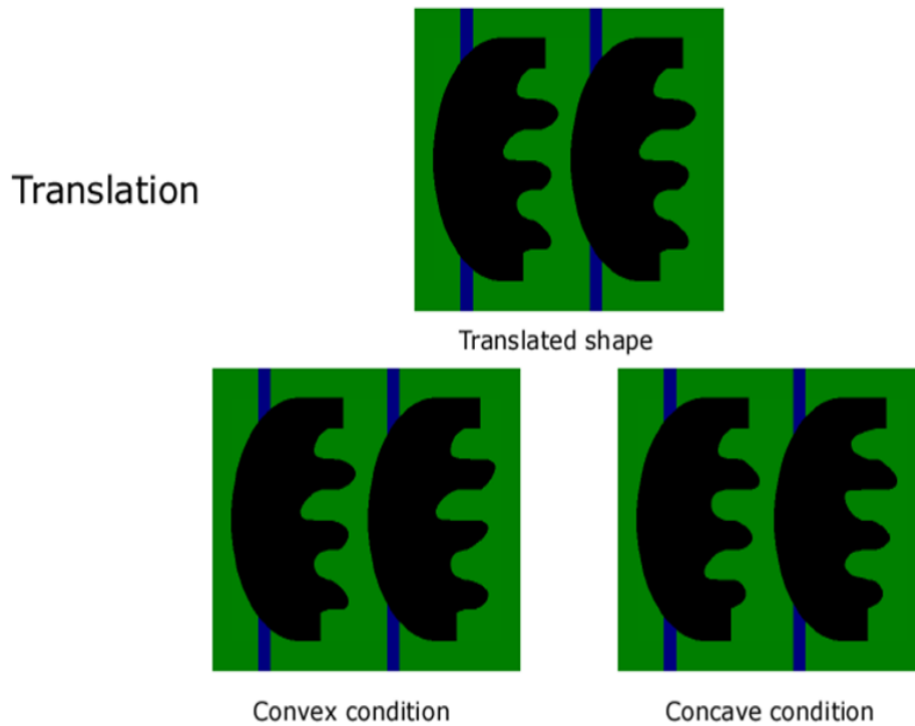 Translation
Translated shape
Convex condition
Concave condition